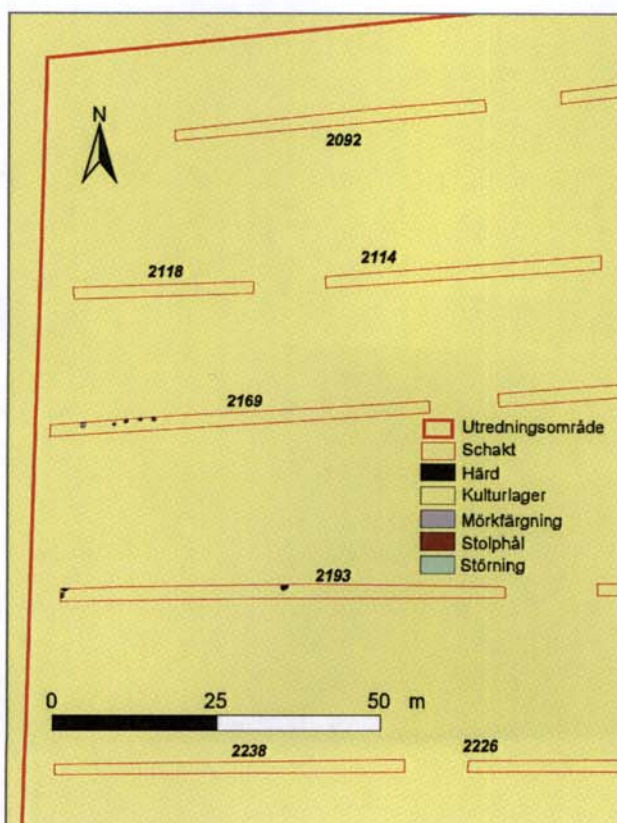 N
2092
2118
2114
2169
Utredningsområde
Schakt
Härd
Kulturlager
Mörkfärgning
Stolphål
Störning
2193
0 25 50 m
2238
2226